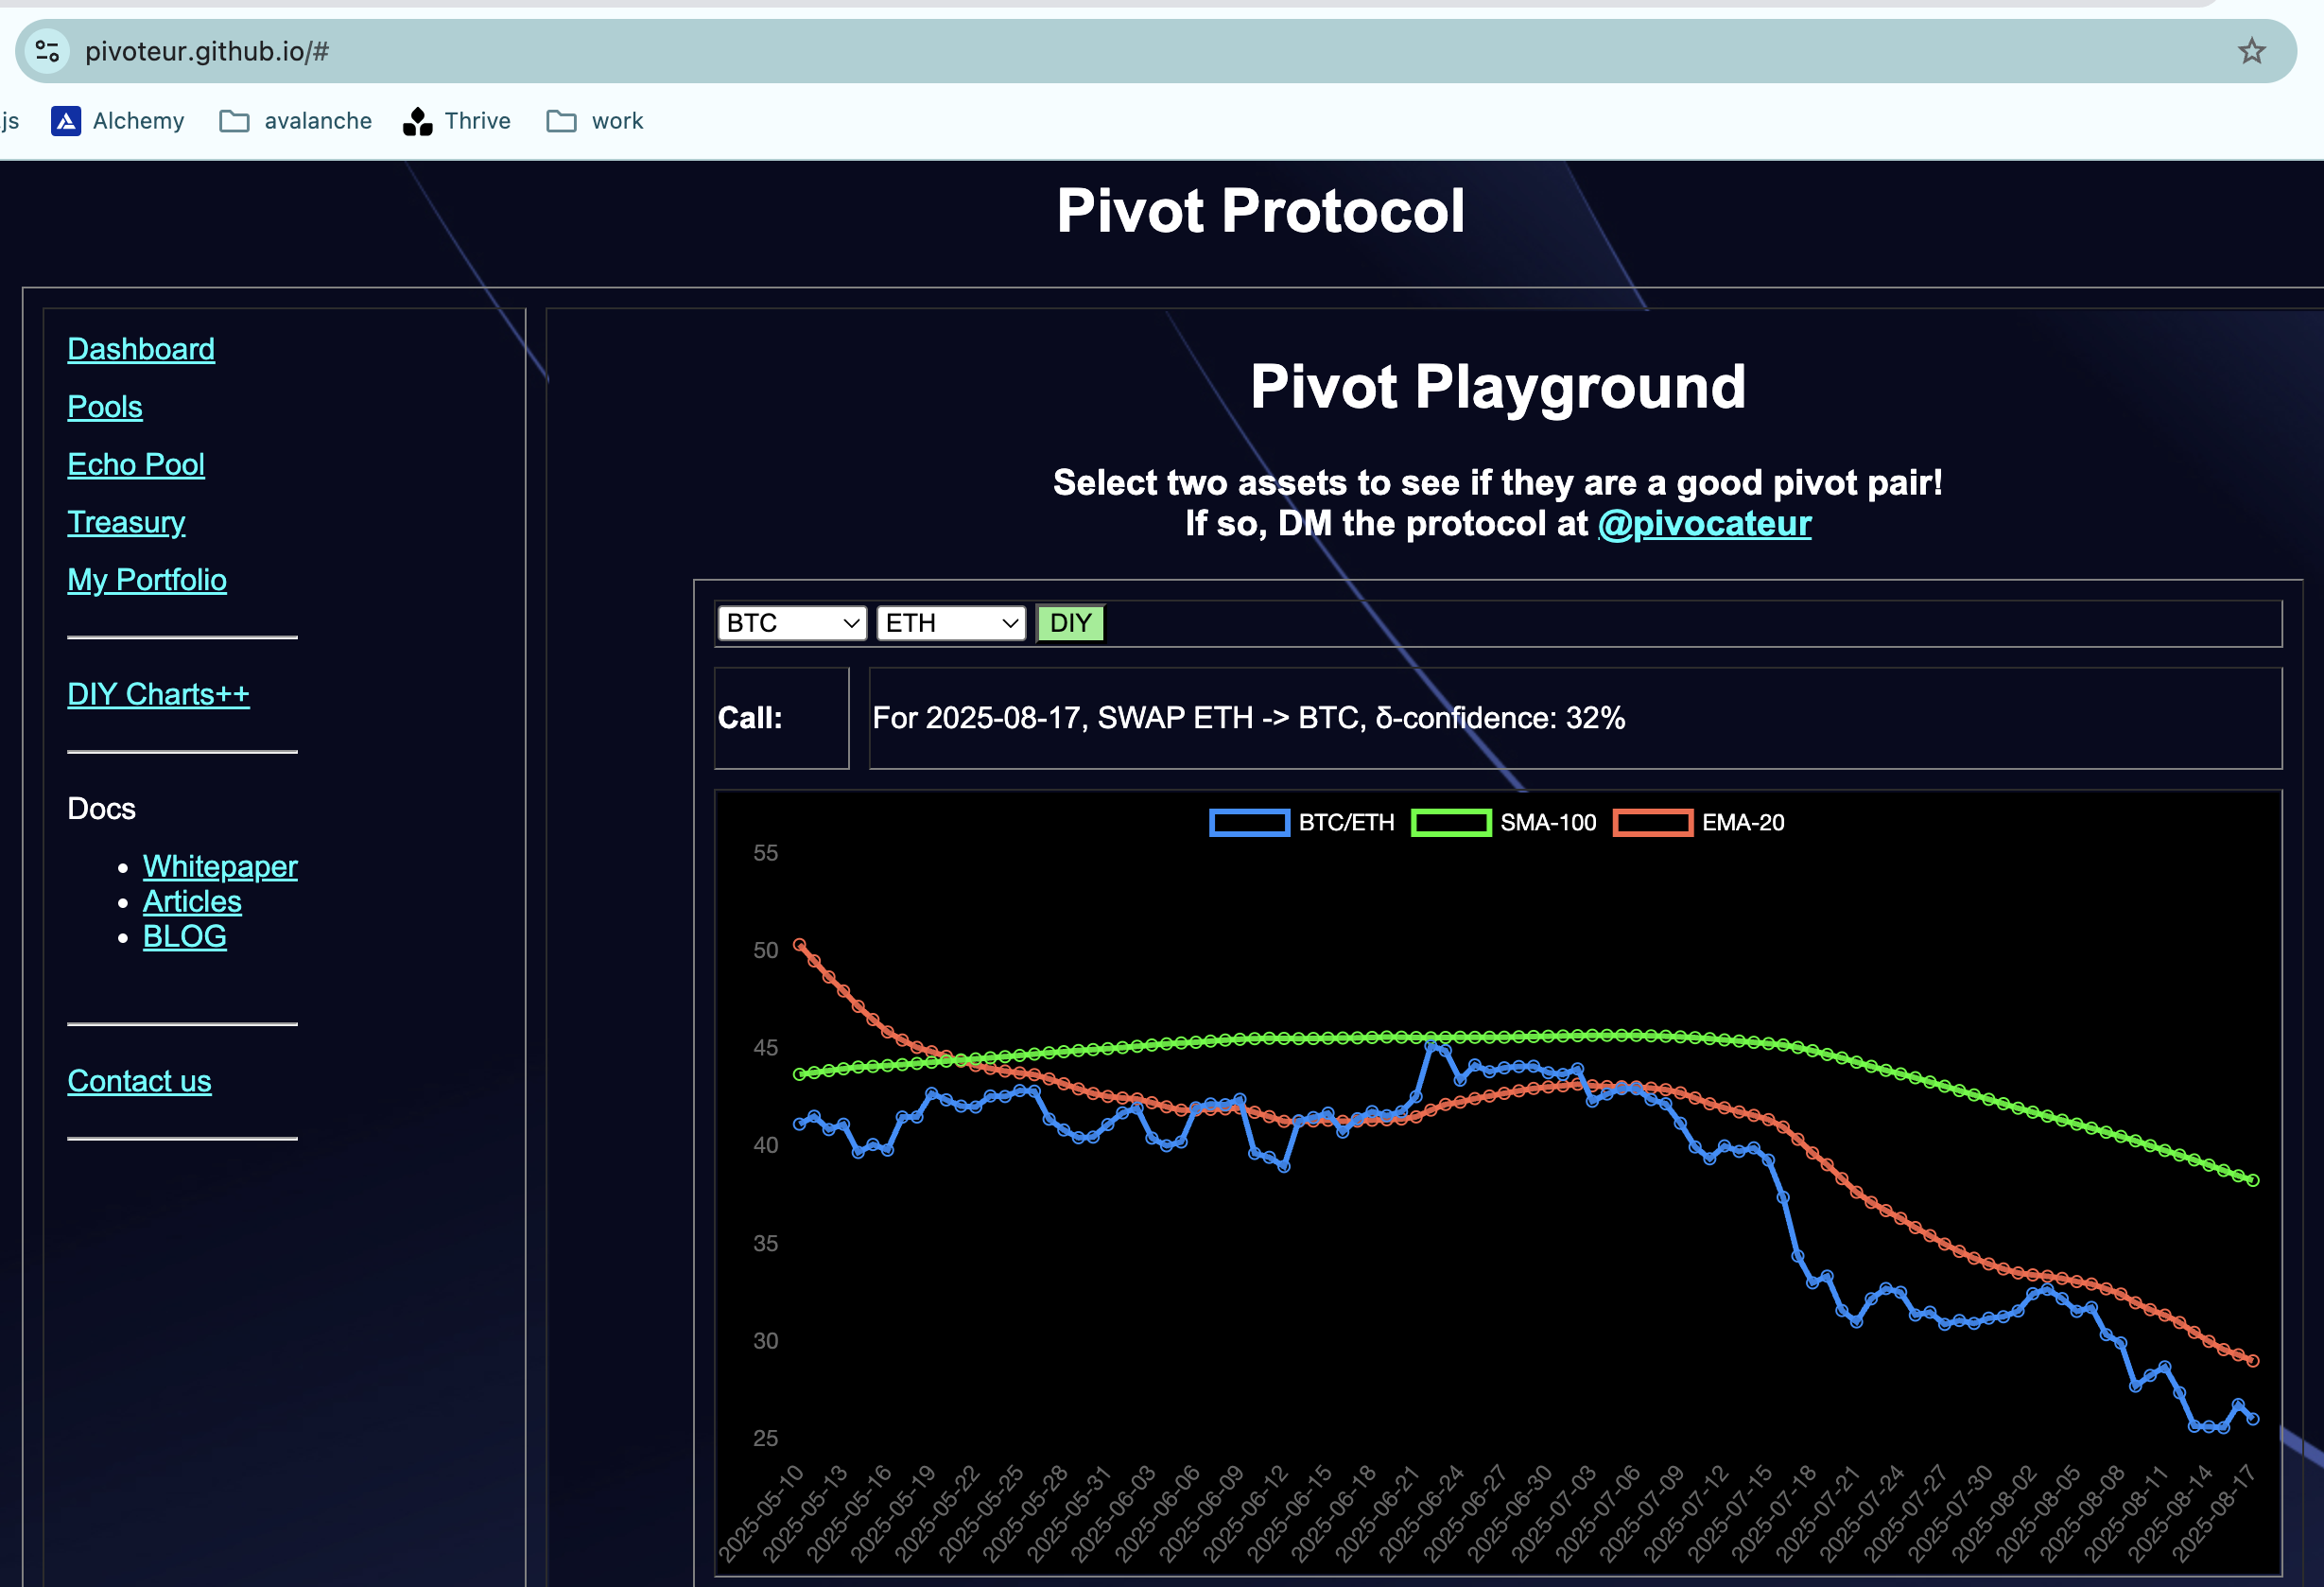 pivoteur.github.io/#
js Alchemy avalanche Thrive work
Pivot Protocol
Dashboard
Pools
Echo Pool
Treasury
My Portfolio
DIY Charts++
Docs
Whitepaper
Articles
BLOG
Contact us
Pivot Playground
Select two assets to see if they are a good pivot pair!
If so, DM the protocol at @pivocateur
BTC ETH DIY
Call: For 2025-08-17, SWAP ETH -> BTC, δ-confidence: 32%
BTC/ETH SMA-100 EMA-20
55
50
45
40
35
30
25
2025-05-10
2025-05-13
2025-05-16
2025-05-19
2025-05-22
2025-05-25
2025-05-28
2025-05-31
2025-06-03
2025-06-06
2025-06-09
2025-06-12
2025-06-15
2025-06-18
2025-06-21
2025-06-24
2025-06-27
2025-06-30
2025-07-03
2025-07-06
2025-07-09
2025-07-12
2025-07-15
2025-07-18
2025-07-21
2025-07-24
2025-07-27
2025-07-30
2025-08-02
2025-08-05
2025-08-08
2025-08-11
2025-08-14
2025-08-17